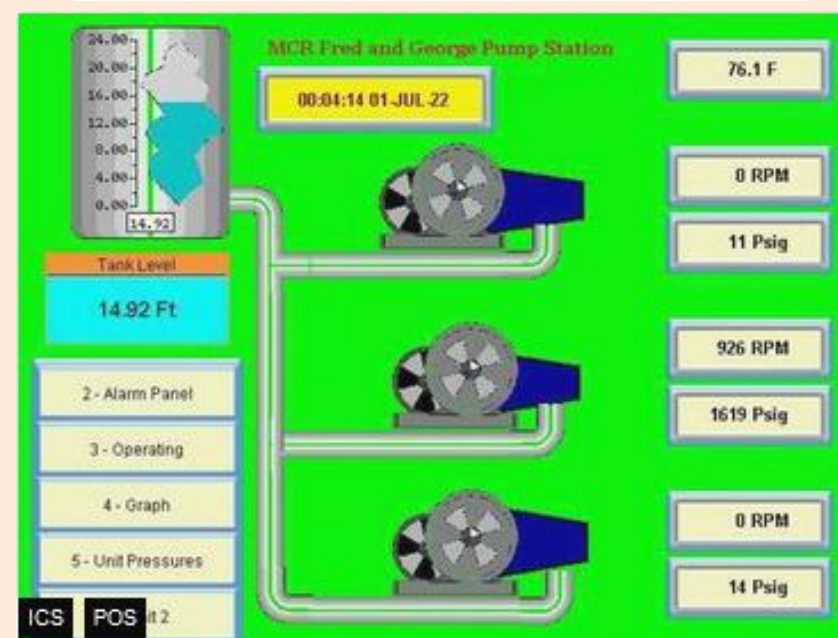 24.00
20.00
16.00
12.00
8.00
4.00
0.00
14.92
MCR Fred and George Pump Station
00:04:14 01-JUL-22
76.1 F
0 RPM
11 Psig
Tank Level
14.92 Ft
926 RPM
1619 Psig
2 - Alarm Panel
3 - Operating
4 - Graph
5 - Unit Pressures
0 RPM
14 Psig
ICS POS it 2